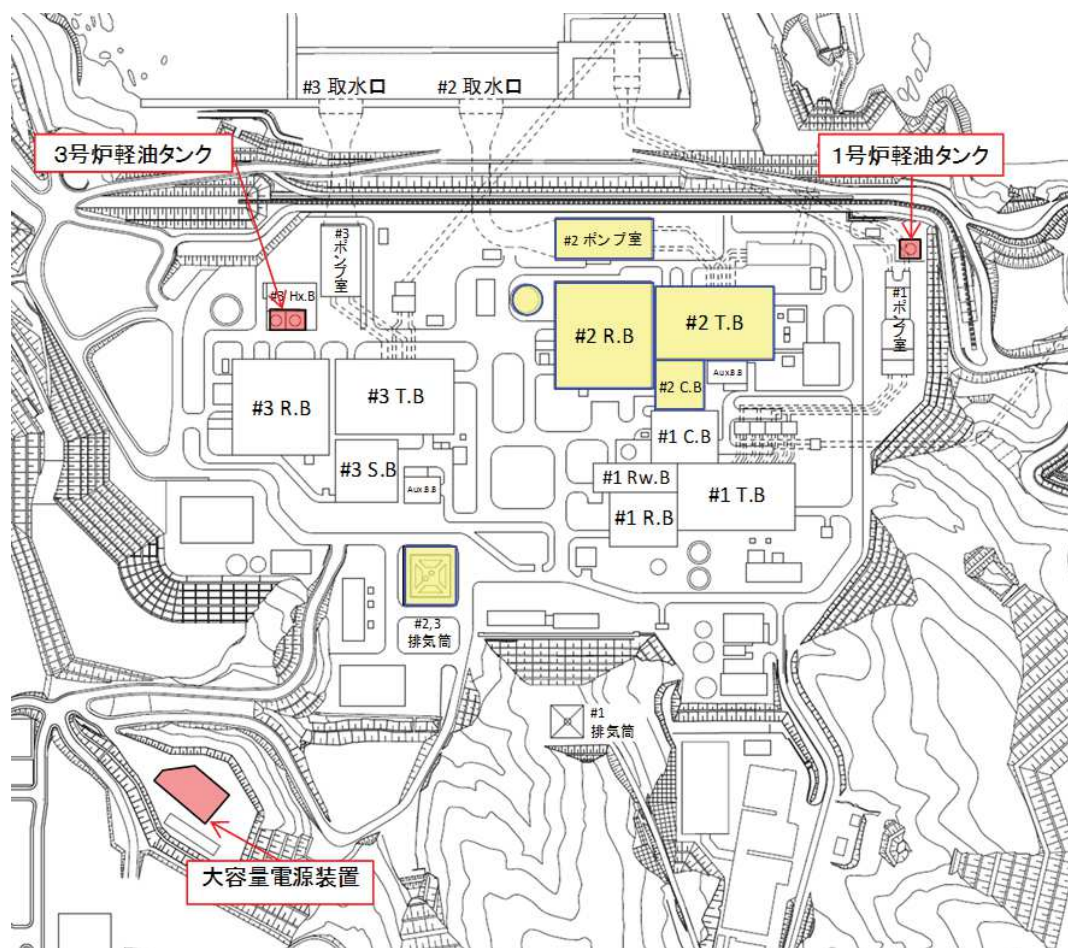 #3 取水口
#2 取水口
3号炉軽油タンク
1号炉軽油タンク
#3
ポンプ室
#2 ポンプ室
#3 Hx.B
#1
ポンプ室
#2 R.B
#2 T.B
#2 C.B
Aux.B.B
#3 R.B
#3 T.B
#1 C.B
#3 S.B
Aux.B.B
#1 Rw.B
#1 R.B
#1 T.B
#2,3
排気筒
#1
排気筒
大容量電源装置